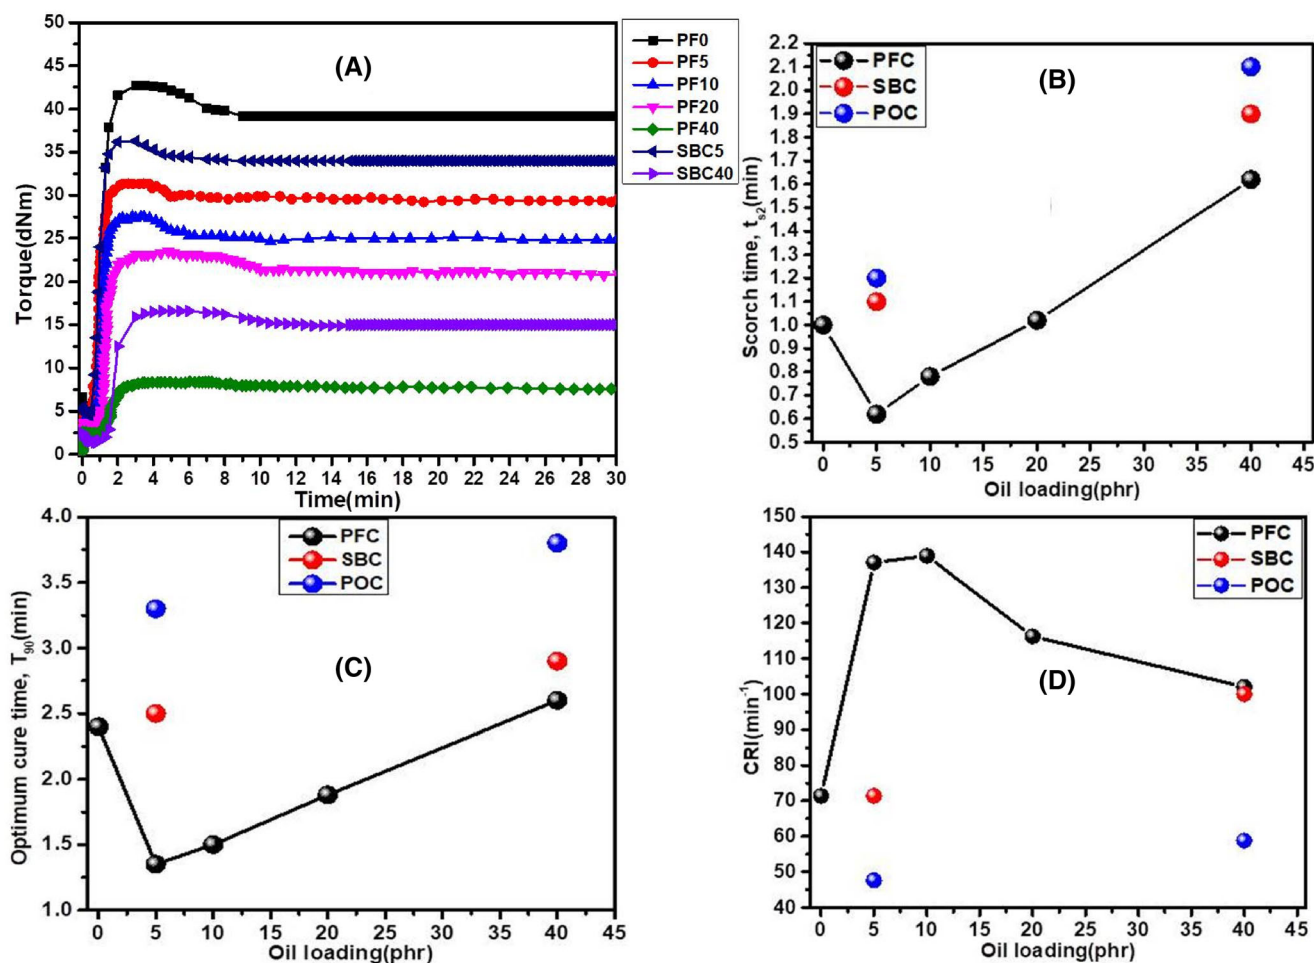 50
45
40
35
30
25
20
15
10
5
0
Torque(dNm)
(A)
0 2 4 6 8 10 12 14 16 18 20 22 24 26 28 30
Time(min)
PF0
PF5
PF10
PF20
PF40
SBC5
SBC40
2.2
2.1
2.0
1.9
1.8
1.7
1.6
1.5
1.4
1.3
1.2
1.1
1.0
0.9
0.8
0.7
0.6
0.5
Scorch time, ts2(min)
PFC
SBC
POC
(B)
0 5 10 15 20 25 30 35 40 45
Oil loading(phr)
4.0
3.5
3.0
2.5
2.0
1.5
1.0
Optimum cure time, T90(min)
PFC
SBC
POC
(C)
0 5 10 15 20 25 30 35 40 45
Oil loading(phr)
150
140
130
120
110
100
90
80
70
60
50
40
CRI(min-1)
PFC
SBC
POC
(D)
0 5 10 15 20 25 30 35 40 45
Oil loading(phr)